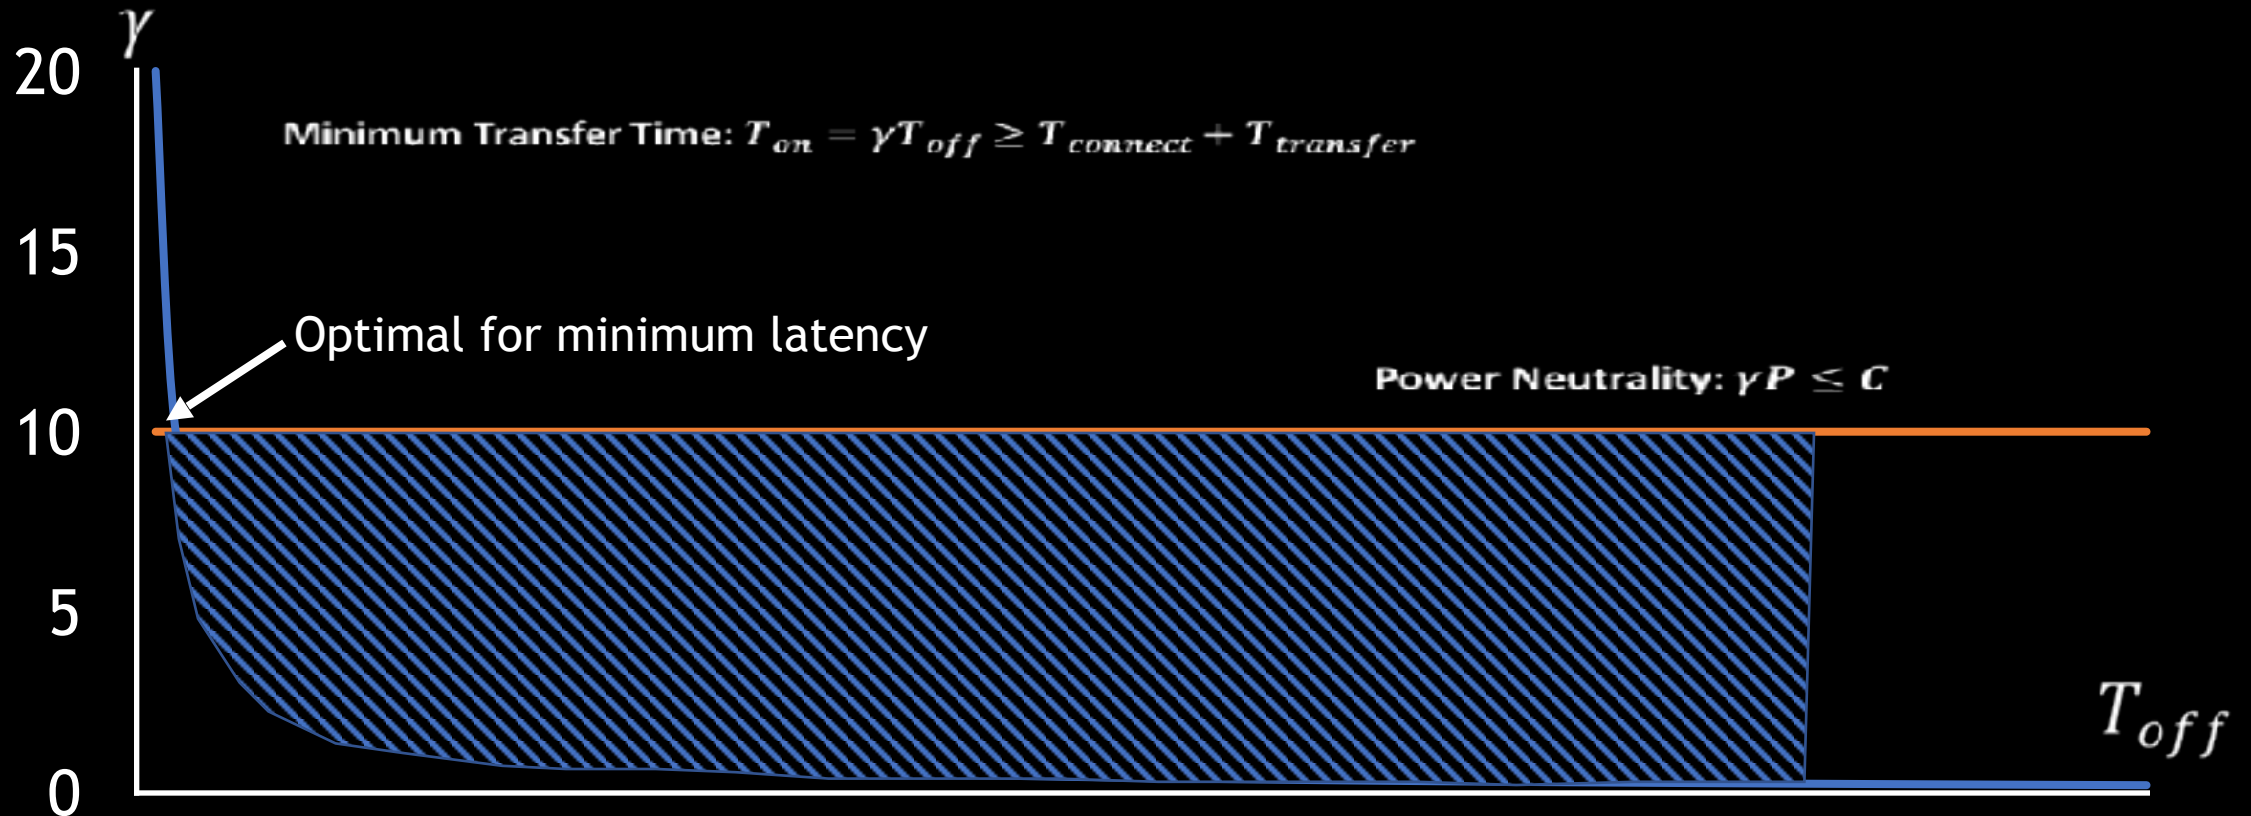 γ
20
Minimum Transfer Time: T_on = γT_off ≥ T_connect + T_transfer
15
Optimal for minimum latency
Power Neutrality: γP ≤ C
10
5
T_off
0